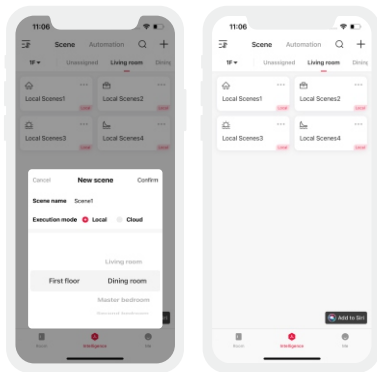 11:06
Scene Automation
1F Unassigned Living room Dining
Local Scenes1
Local Scenes2
Local Scenes3
Local Scenes4
Cancel New scene Confirm
Scene name Scene1
Execution mode Local Cloud
Living room
First floor Dining room
Master bedroom
Intelligence Me
11:06
Scene Automation
1F Unassigned Living room Dining
Local Scenes1
Local Scenes2
Local Scenes3
Local Scenes4
Add to Siri
Intelligence Me